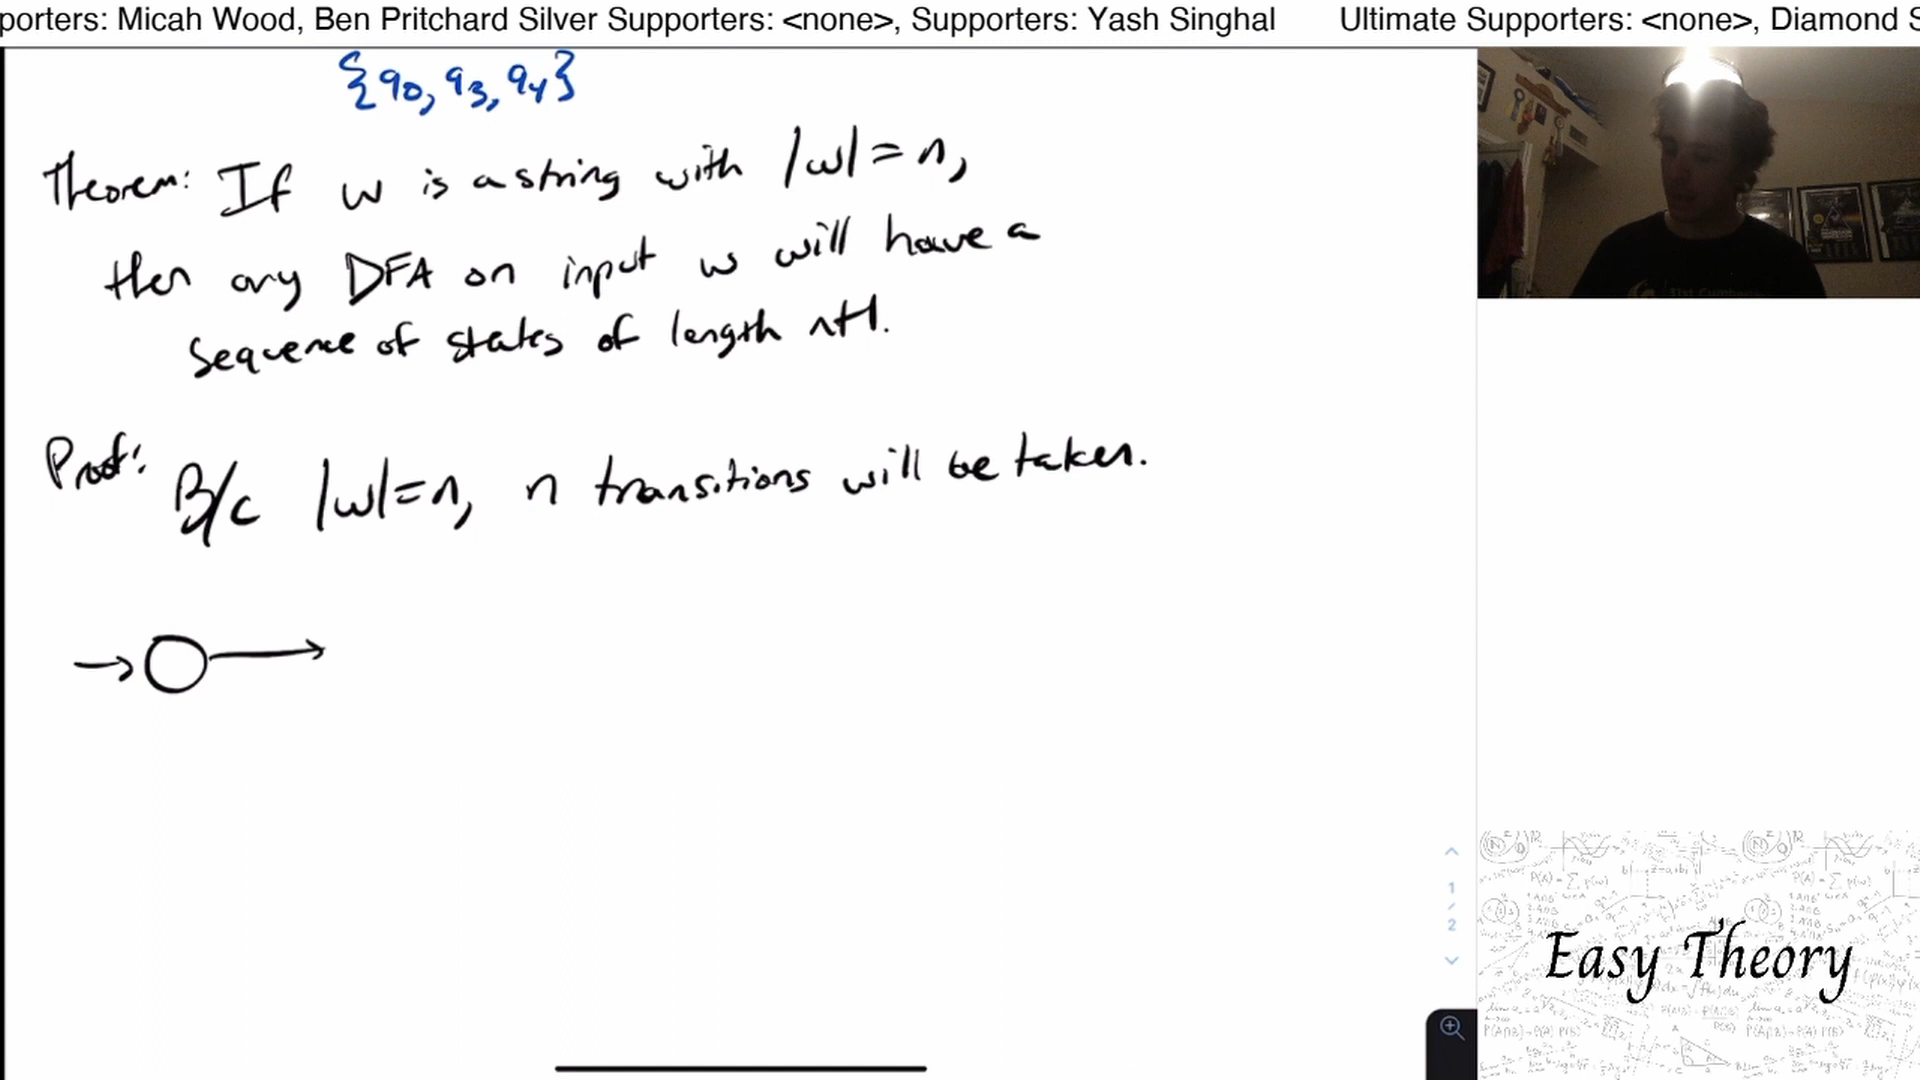 porters: Micah Wood, Ben Pritchard Silver Supporters: <none>, Supporters: Yash Singhal Ultimate Supporters: <none>, Diamond S
{q0, q3, q4}
Theorem: If w is a string with |w| = n,
then any DFA on input w will have a
sequence of states of length n+1.
Proof: B/c |w| = n, n transitions will be taken.
1
/
2
Easy Theory